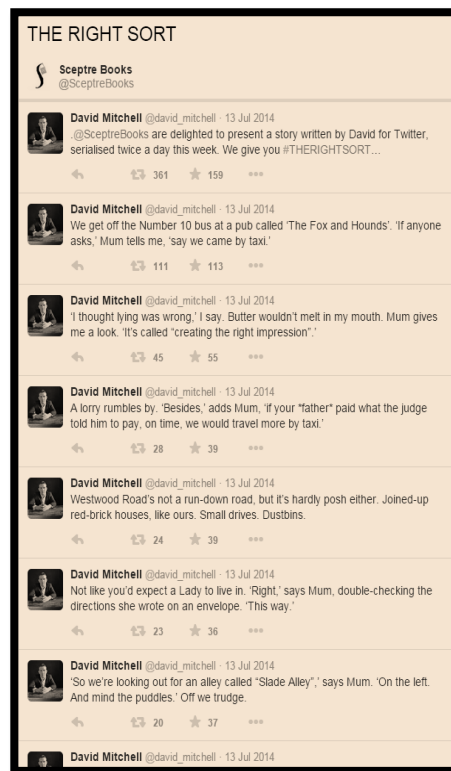 THE RIGHT SORT
Sceptre Books
@SceptreBooks
David Mitchell @david_mitchell · 13 Jul 2014
.@SceptreBooks are delighted to present a story written by David for Twitter,
serialised twice a day this week. We give you #THERIGHTSORT...
361 159
David Mitchell @david_mitchell · 13 Jul 2014
We get off the Number 10 bus at a pub called ‘The Fox and Hounds’. ‘If anyone
asks,’ Mum tells me, ‘say we came by taxi.’
111 113
David Mitchell @david_mitchell · 13 Jul 2014
‘I thought lying was wrong,’ I say. Butter wouldn’t melt in my mouth. Mum gives
me a look. ‘It’s called “creating the right impression”.’
45 55
David Mitchell @david_mitchell · 13 Jul 2014
A lorry rumbles by. ‘Besides,’ adds Mum, ‘if your *father* paid what the judge
told him to pay, on time, we would travel more by taxi.’
28 39
David Mitchell @david_mitchell · 13 Jul 2014
Westwood Road’s not a run-down road, but it’s hardly posh either. Joined-up
red-brick houses, like ours. Small drives. Dustbins.
24 39
David Mitchell @david_mitchell · 13 Jul 2014
Not like you’d expect a Lady to live in. ‘Right,’ says Mum, double-checking the
directions she wrote on an envelope. ‘This way.’
23 36
David Mitchell @david_mitchell · 13 Jul 2014
‘So we’re looking out for an alley called “Slade Alley”,’ says Mum. ‘On the left.
And mind the puddles.’ Off we trudge.
20 37
David Mitchell @david_mitchell · 13 Jul 2014